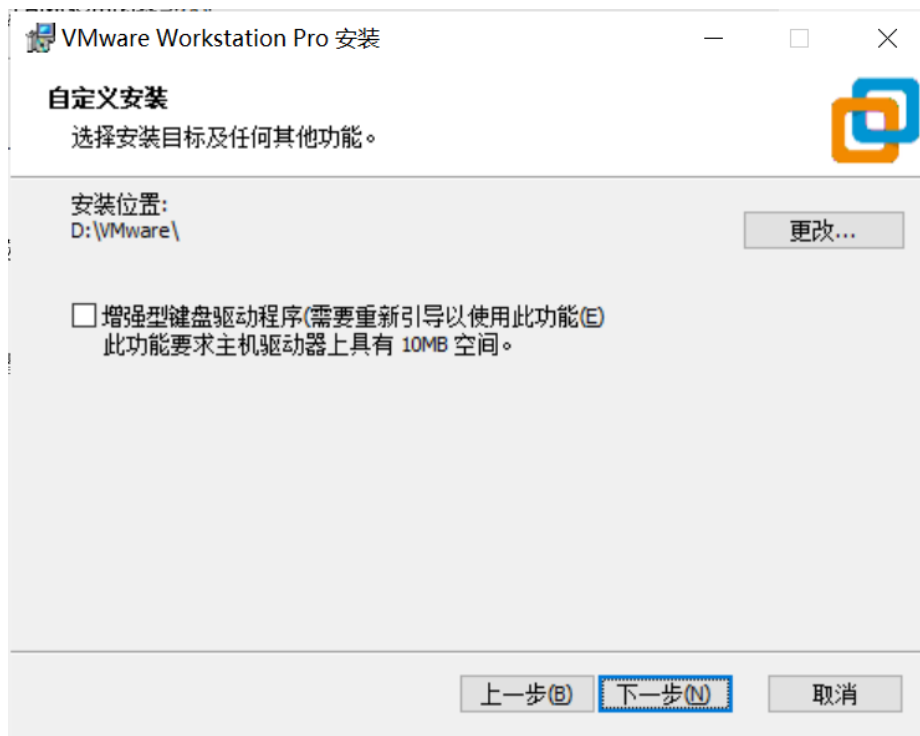 VMware Workstation Pro 安装
自定义安装
选择安装目标及任何其他功能。
安装位置:
D:\VMware\
更改...
增强型键盘驱动程序(需要重新引导以使用此功能(E)
此功能要求主机驱动器上具有 10MB 空间。
上一步(B)
下一步(N)
取消